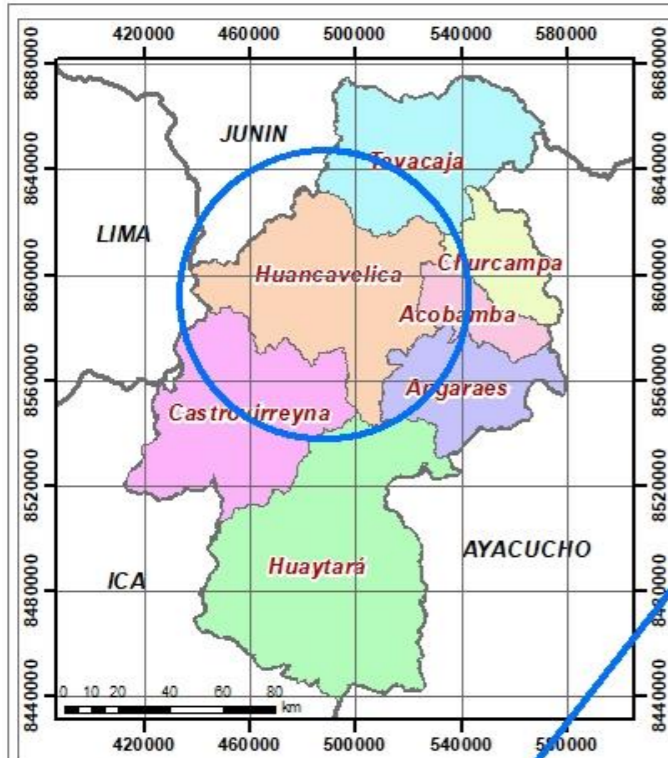 420000 460000 500000 540000 580000
8680000 8680000
JUNIN
Tayacaja
8640000 8640000
LIMA
Huancavelica
Churcampa
8600000 8600000
Acobamba
8560000 8560000
Angaraes
Castrovirreyna
8520000 8520000
AYACUCHO
Huaytará
ICA
8480000 8480000
8440000 8440000
0 10 20 40 60 80
km
420000 460000 500000 540000 580000